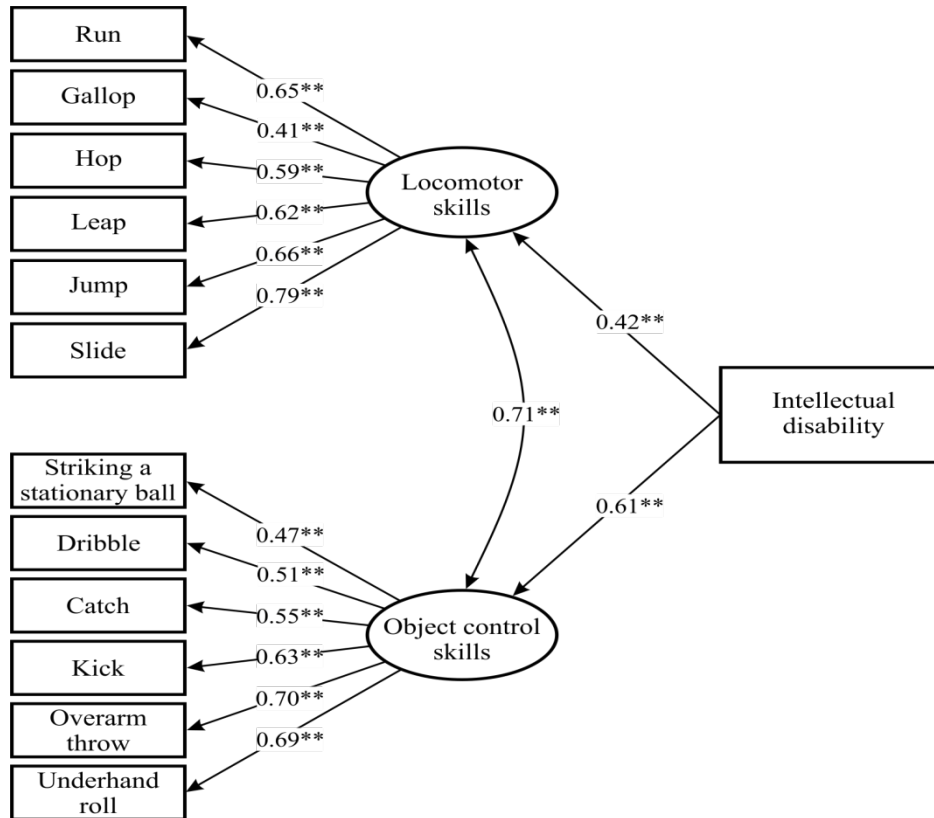 Run
Gallop
Hop
Leap
Jump
Slide
0.65**
0.41**
0.59**
0.62**
0.66**
0.79**
Locomotor
skills
0.42**
0.71**
Intellectual
disability
0.61**
Striking a
stationary ball
Dribble
Catch
Kick
Overarm
throw
Underhand
roll
0.47**
0.51**
0.55**
0.63**
0.70**
0.69**
Object control
skills